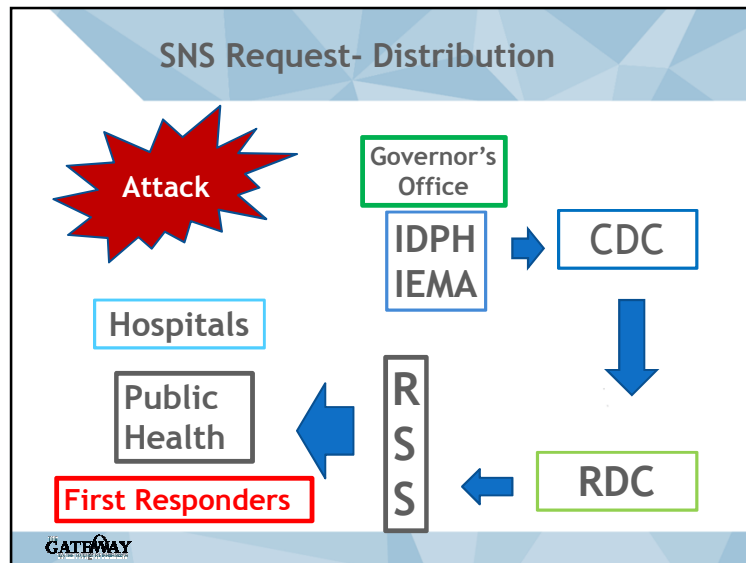 SNS Request- Distribution
Attack
Governor's
Office
IDPH
IEMA
CDC
Hospitals
Public
Health
First Responders
R
S
S
RDC
GATEWAY